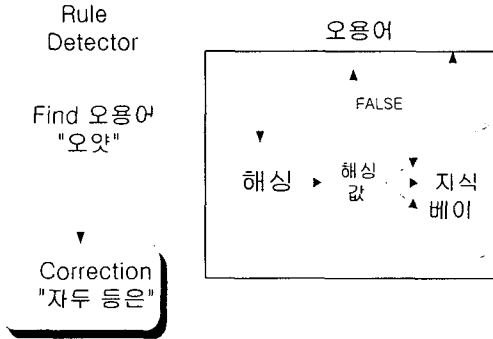 Rule
Detector
Find 오용어
"오얏"
Correction
"자두 등은"
오용어
FALSE
해싱
해싱
값
지식
베이